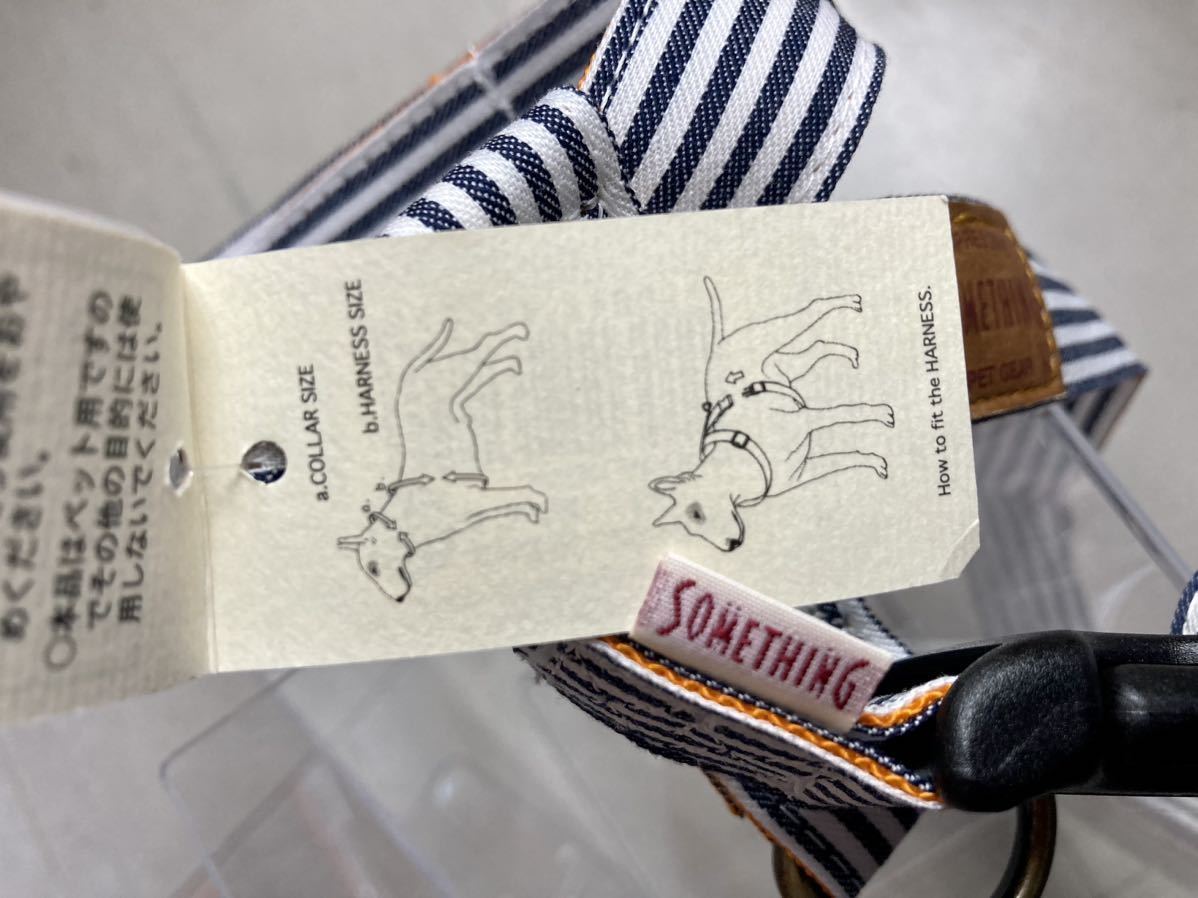 めください。
〇本品はペット用ですの
でその他の目的には使
用しないでください。
a.COLLAR SIZE
b.HARNESS SIZE
a
b
How to fit the HARNESS.
SOMETHING
PET GEAR
SOMETHING